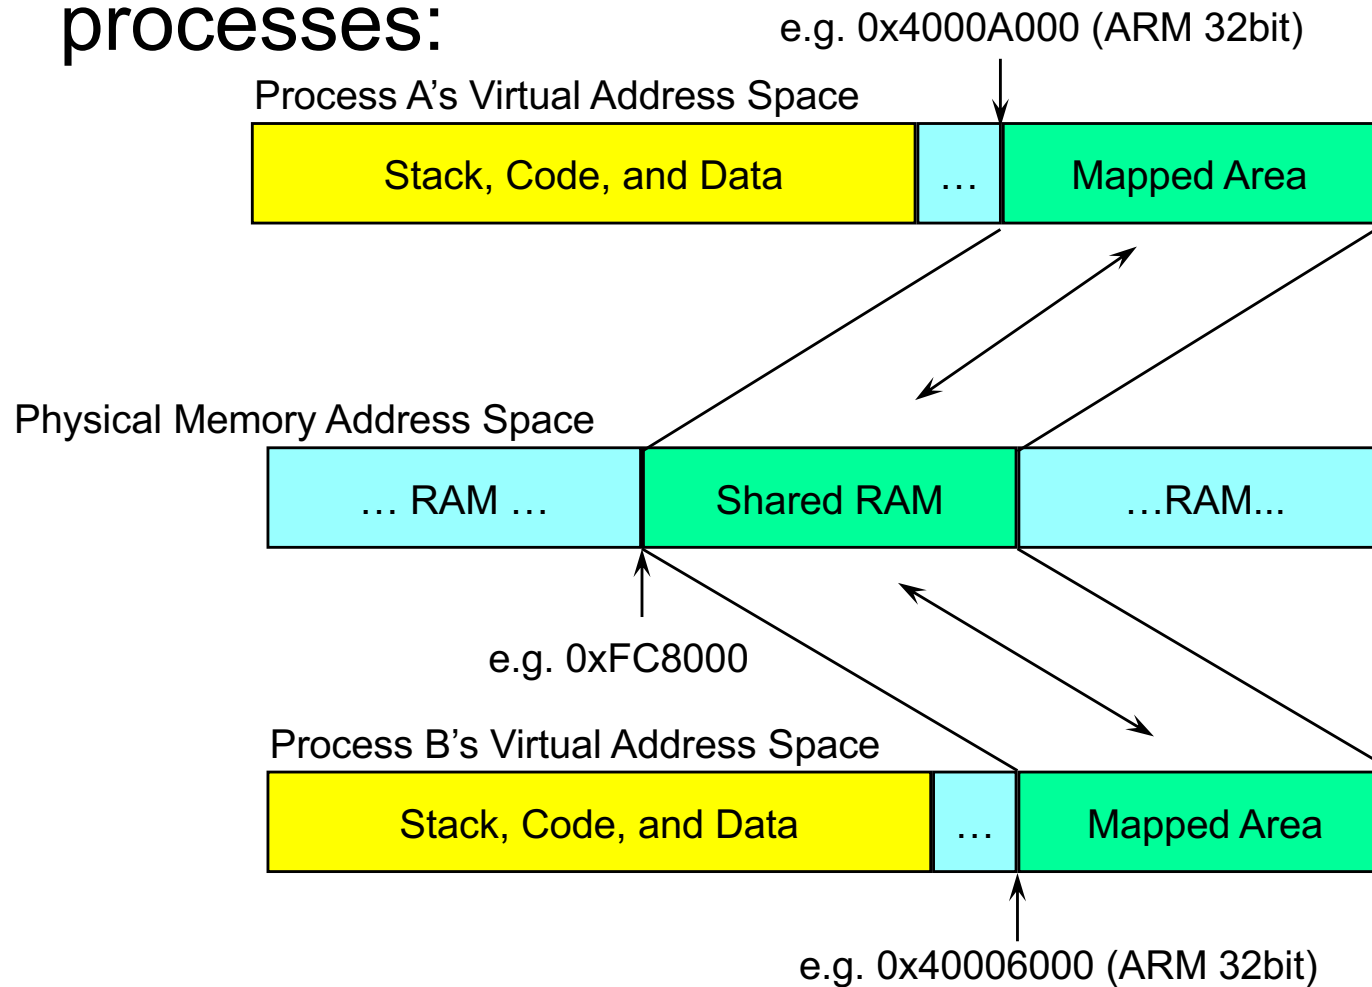 processes:
e.g. 0x4000A000 (ARM 32bit)
Process A’s Virtual Address Space
Stack, Code, and Data
…
Mapped Area
Physical Memory Address Space
… RAM …
Shared RAM
…RAM...
e.g. 0xFC8000
Process B’s Virtual Address Space
Stack, Code, and Data
…
Mapped Area
e.g. 0x40006000 (ARM 32bit)